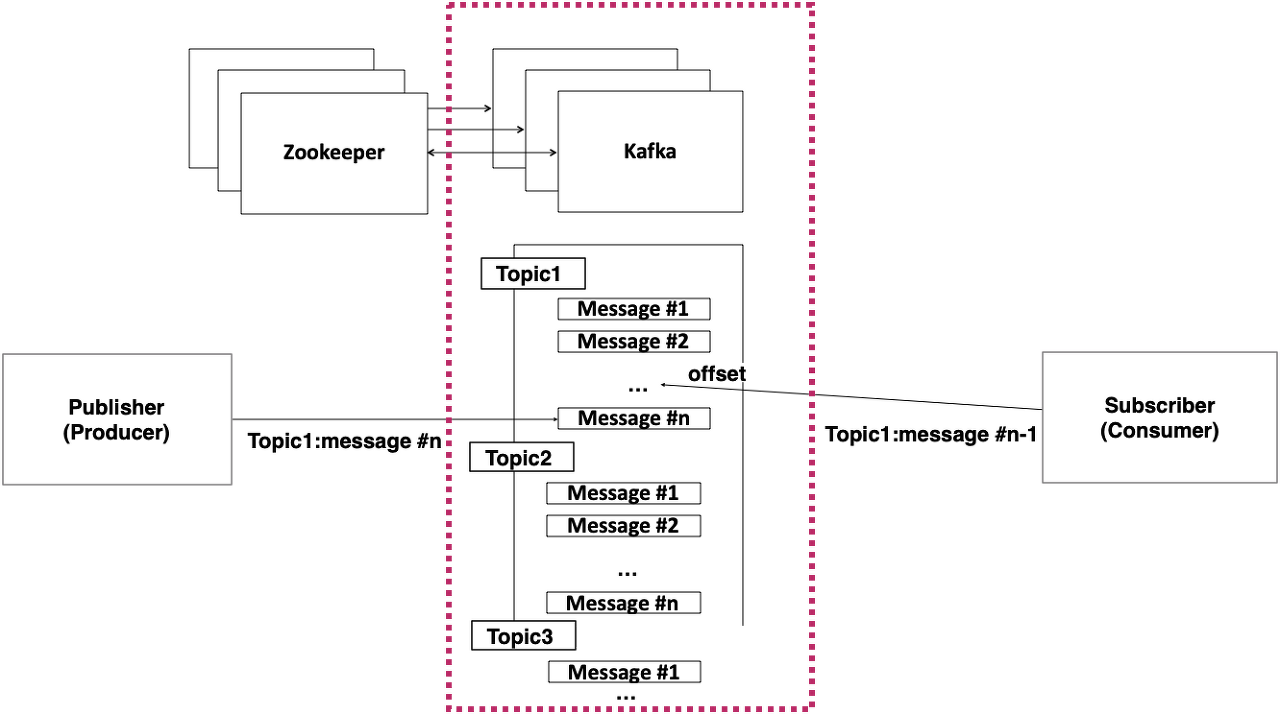 Zookeeper
Kafka
Topic1
Message #1
Message #2
offset
...
Message #n
Publisher
(Producer)
Topic1:message #n
Subscriber
(Consumer)
Topic1:message #n-1
Topic2
Message #1
Message #2
...
Message #n
Topic3
Message #1
...